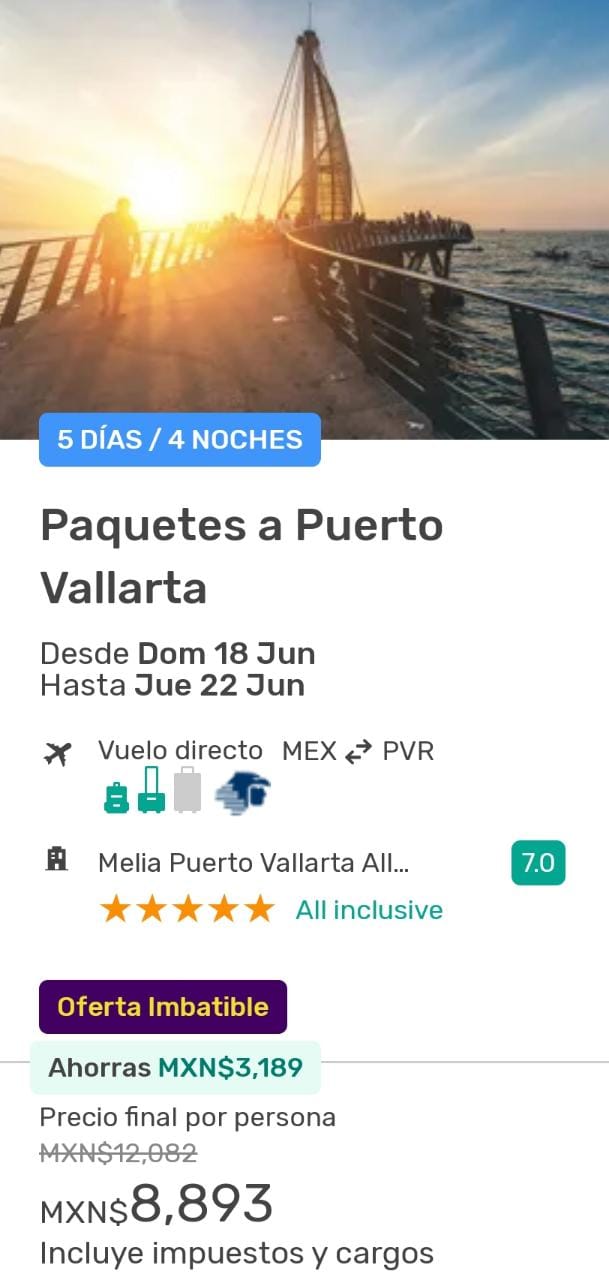 5 DÍAS / 4 NOCHES
Paquetes a Puerto
Vallarta
Desde Dom 18 Jun
Hasta Jue 22 Jun
Vuelo directo MEX PVR
Melia Puerto Vallarta All...
7.0
All inclusive
Oferta Imbatible
Ahorras MXN$3,189
Precio final por persona
MXN$12,082
MXN$8,893
Incluye impuestos y cargos